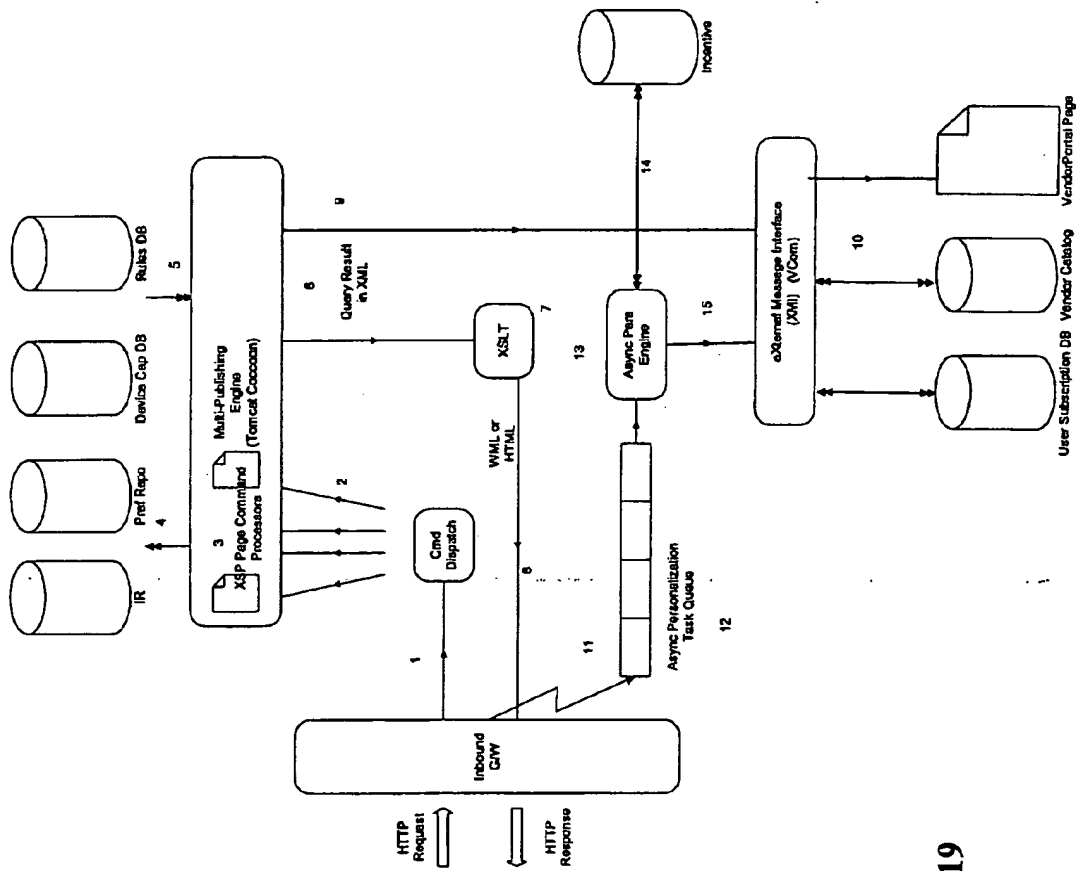 IR
Pref Repo
Device Cap DB
Rules DB
4
5
3
XSP Page Command
Processors
Multi-Publishing
Engine
(Tomcat Cocoon)
2
6
Query Result
in XML
9
Cmd
Dispatch
1
XSLT
7
WML or
HTML
8
Inbound
G/W
HTTP
Request
HTTP
Response
11
Async Personalization
Task Queue
12
13
Async Pers
Engine
14
Incentive
15
eXternal Message Interface
(XMI) (VCom)
10
User Subscription DB
Vendor Catalog
VendorPortal Page
19